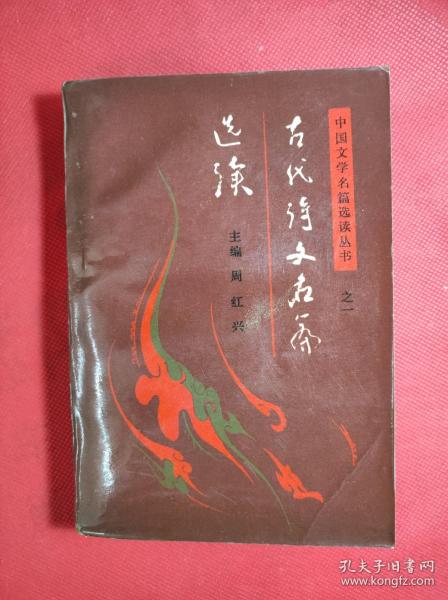 中国文学名篇选读丛书
之一
古代诗文名篇
选读
主编 周红兴
孔夫子旧书网
www.kongfz.com